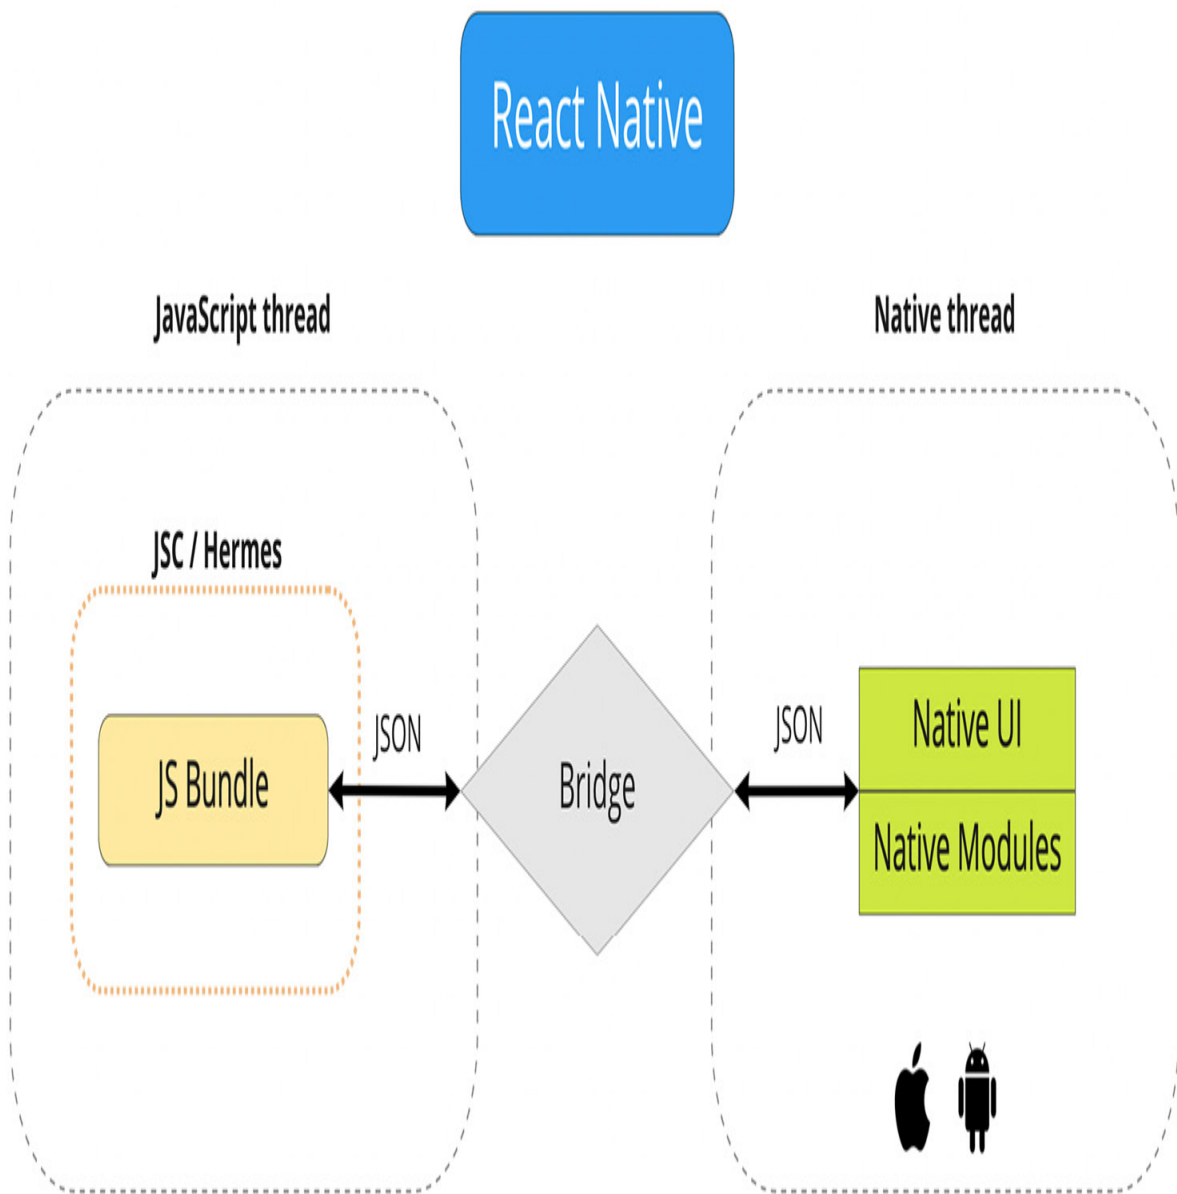 React Native
JavaScript thread
Native thread
JSC / Hermes
JS Bundle
JSON
Bridge
JSON
Native UI
Native Modules